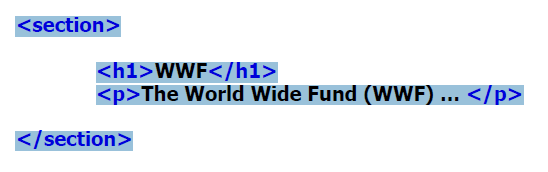 <section>
<h1>WWF</h1>
<p>The World Wide Fund (WWF) ... </p>
</section>